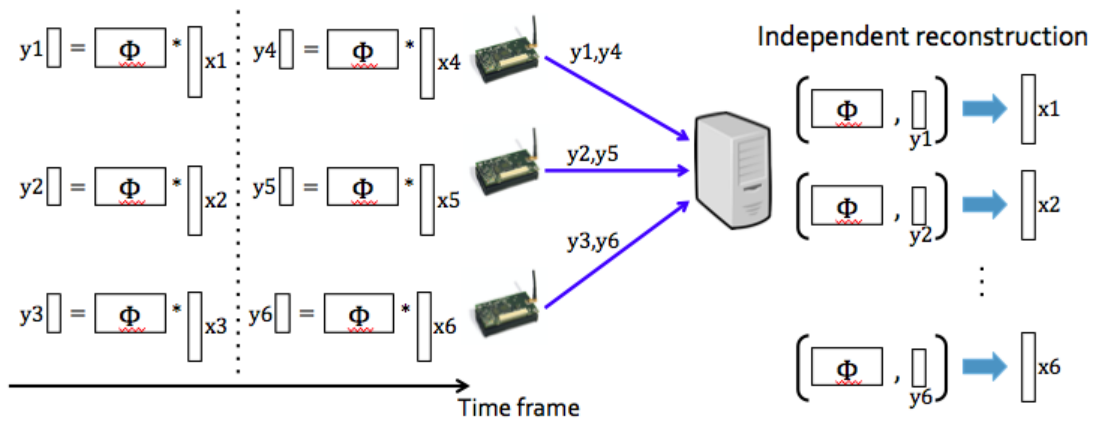 y1 = Φ * x1
y4 = Φ * x4
y1,y4
Independent reconstruction
( Φ , y1 ) x1
y2 = Φ * x2
y5 = Φ * x5
y2,y5
( Φ , y2 ) x2
⋮
y3 = Φ * x3
y6 = Φ * x6
y3,y6
( Φ , y6 ) x6
Time frame